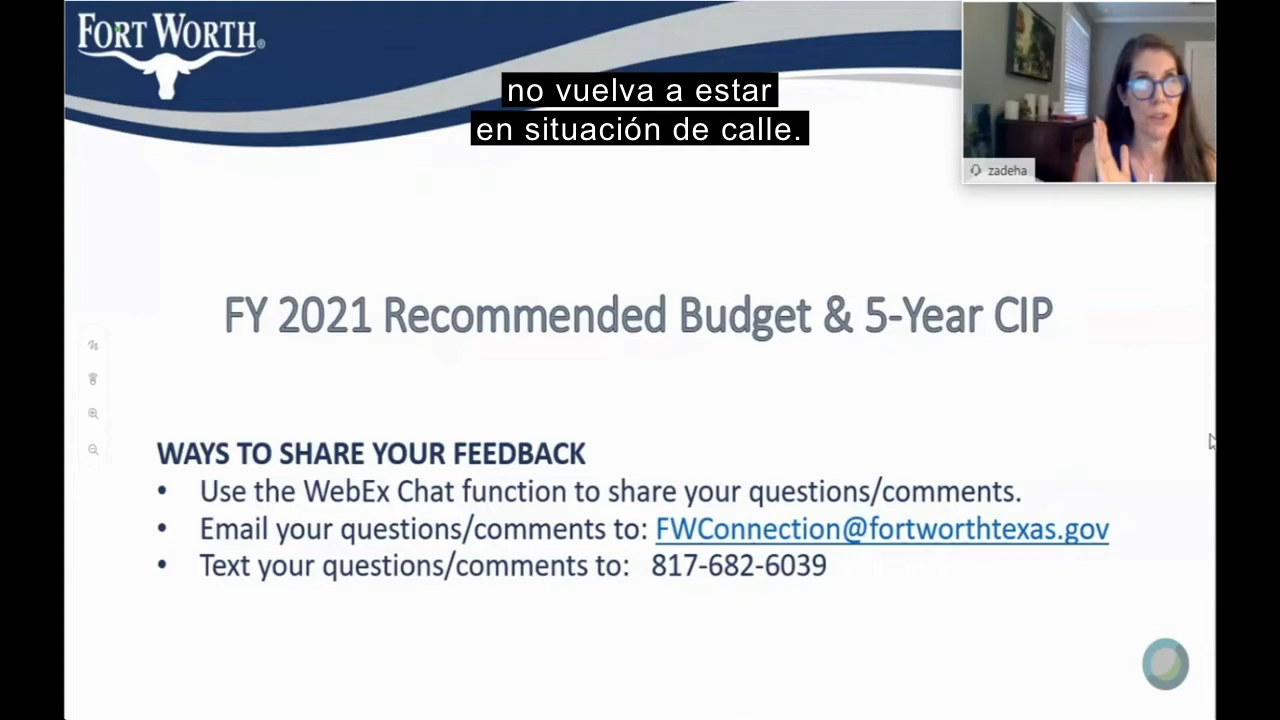 FORT WORTH®
no vuelva a estar
en situación de calle.
zadeha
FY 2021 Recommended Budget & 5-Year CIP
WAYS TO SHARE YOUR FEEDBACK
• Use the WebEx Chat function to share your questions/comments.
• Email your questions/comments to: FWConnection@fortworthtexas.gov
• Text your questions/comments to: 817-682-6039